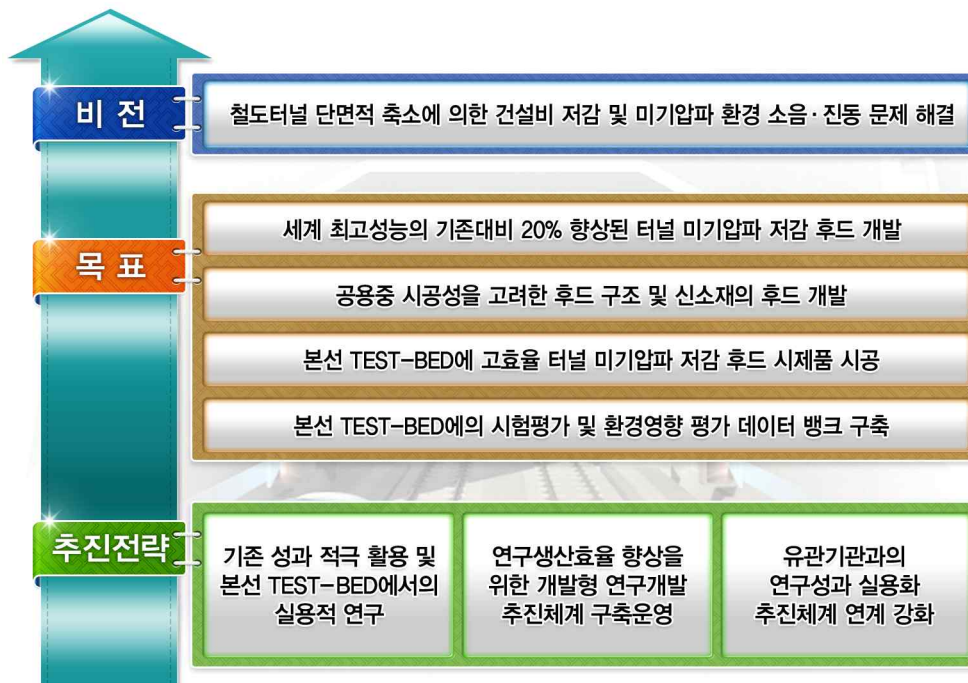 비 전
철도터널 단면적 축소에 의한 건설비 저감 및 미기압파 환경 소음·진동 문제 해결
목 표
세계 최고성능의 기존대비 20% 향상된 터널 미기압파 저감 후드 개발
공용중 시공성을 고려한 후드 구조 및 신소재의 후드 개발
본선 TEST-BED에 고효율 터널 미기압파 저감 후드 시제품 시공
본선 TEST-BED에의 시험평가 및 환경영향 평가 데이터 뱅크 구축
추진전략
기존 성과 적극 활용 및
본선 TEST-BED에서의
실용적 연구
연구생산효율 향상을
위한 개발형 연구개발
추진체계 구축운영
유관기관과의
연구성과 실용화
추진체계 연계 강화